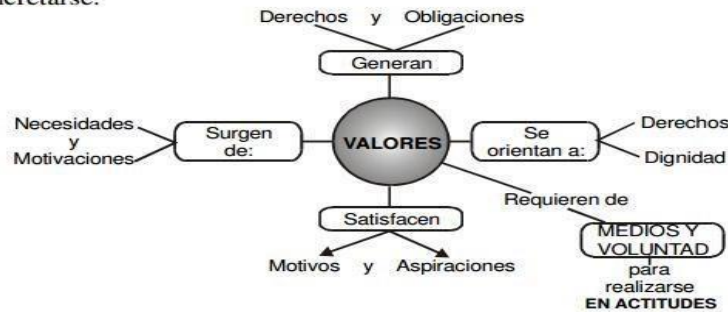 Derechos y Obligaciones
Generan
Necesidades
y
Motivaciones
Surgen
de:
VALORES
Se
orientan a:
Derechos
Dignidad
Requieren de
MEDIOS Y
VOLUNTAD
para
realizarse
EN ACTITUDES
Satisfacen
Motivos y Aspiraciones